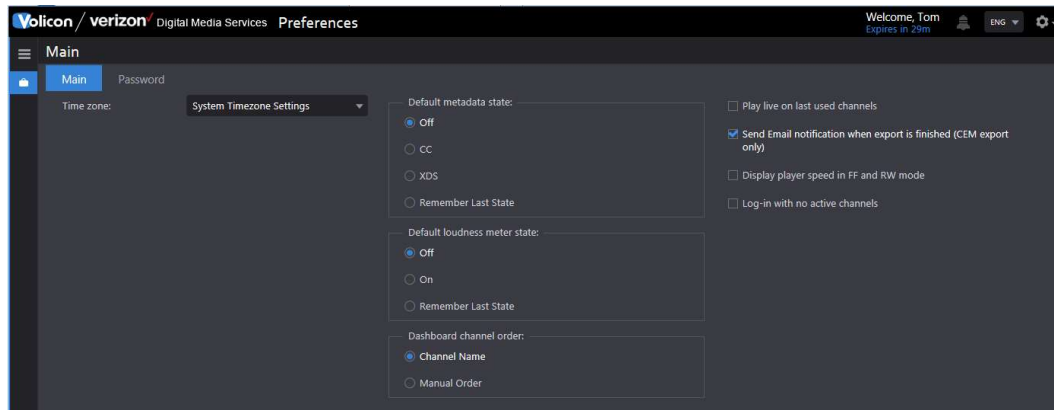 Volicon / verizon✓ Digital Media Services Preferences
Welcome, Tom
Expires in 29m
ENG
Main
Main Password
Time zone:
System Timezone Settings
Default metadata state:
Off
CC
XDS
Remember Last State
Default loudness meter state:
Off
On
Remember Last State
Dashboard channel order:
Channel Name
Manual Order
Play live on last used channels
Send Email notification when export is finished (CEM export
only)
Display player speed in FF and RW mode
Log-in with no active channels